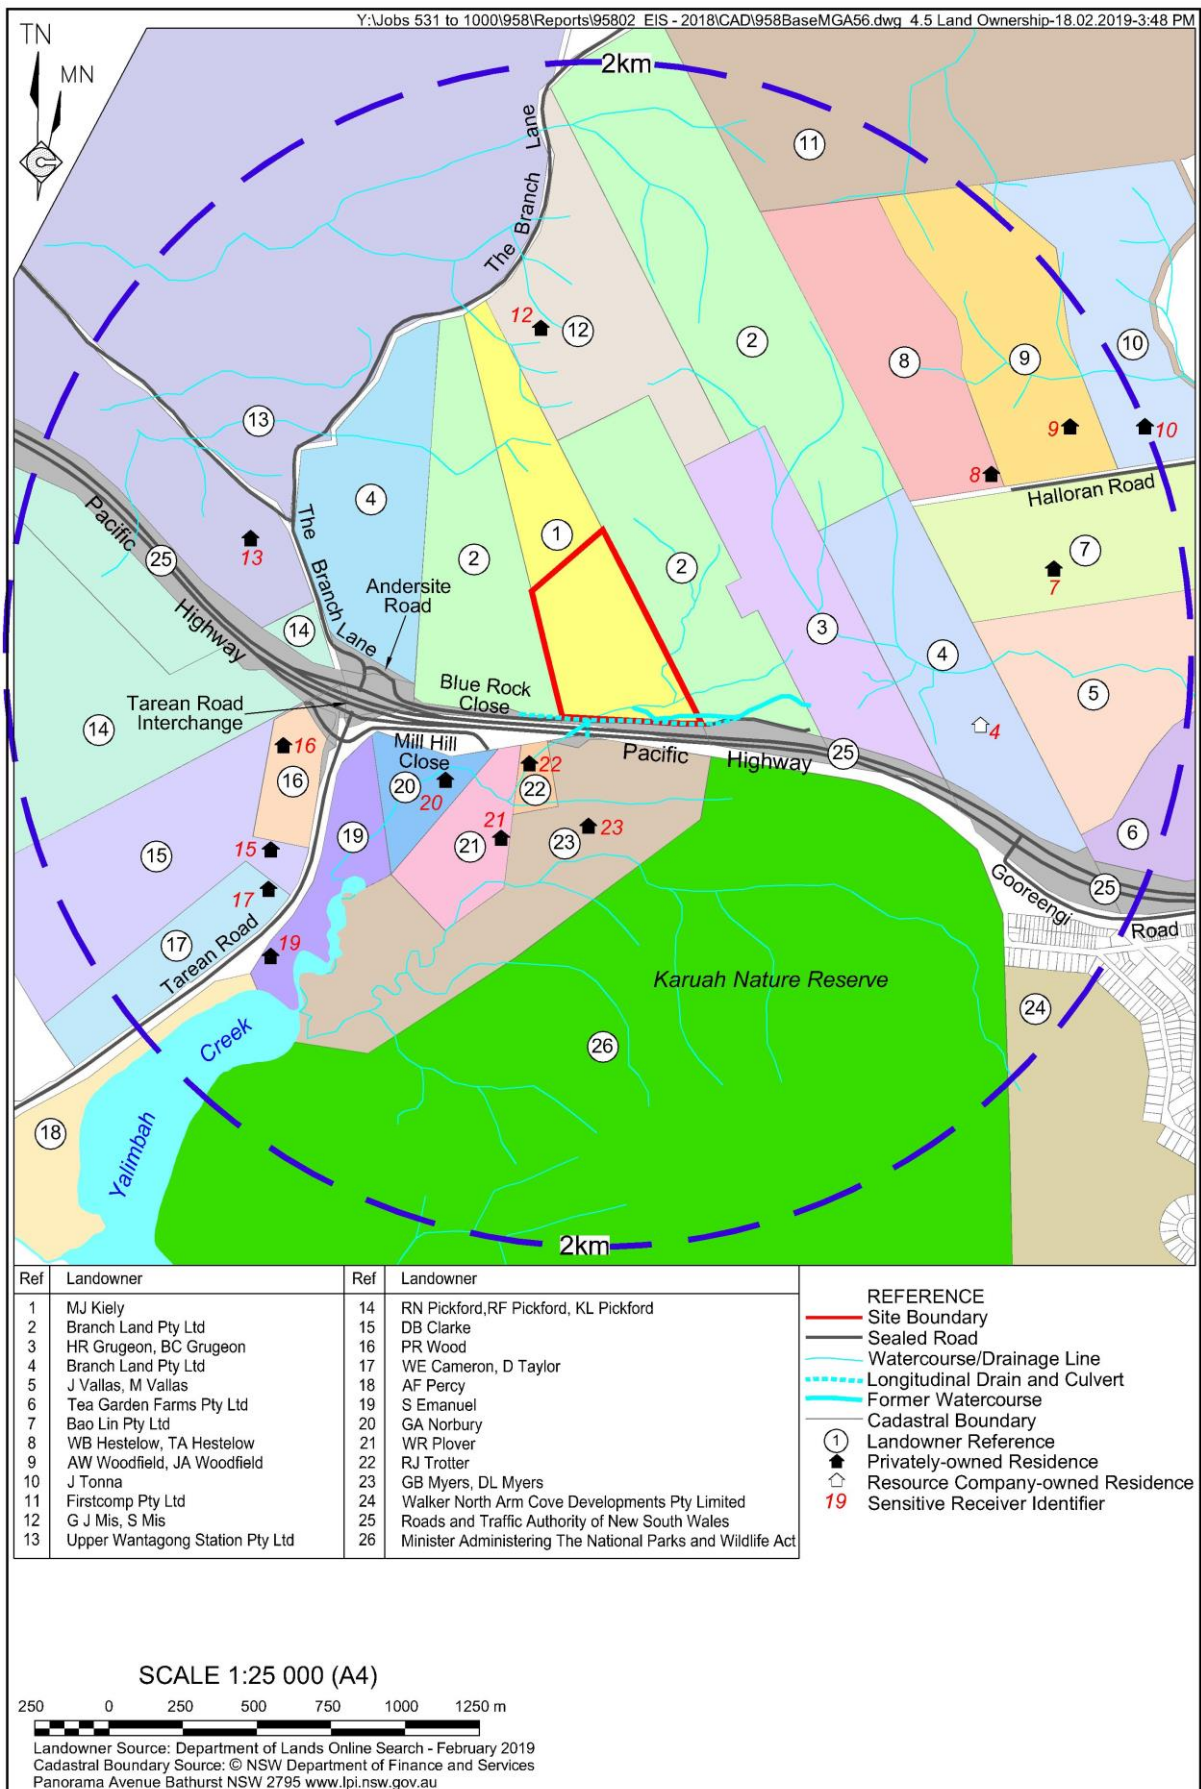 Y:\Jobs 531 to 1000\958\Reports\95802_EIS - 2018\CAD\958BaseMGA56.dwg_4.5 Land Ownership-18.02.2019-3:48 PM
TN
MN
2km
11
The Branch Lane
12
12
2
8
9
10
13
9
10
8
Halloran Road
4
1
2
2
7
7
Pacific
25
13
The Branch Lane
Andersite
Road
Highway
14
3
4
5
4
Tarean Road
Interchange
Blue Rock
Close
14
16
16
Mill Hill
Close
20
20
22
22
Pacific Highway
25
6
15
15
19
21
21
23
23
25
Gooreengi Road
17
17
Tarean Road
19
Karuah Nature Reserve
24
Yalimbah Creek
26
18
2km
Ref Landowner
1 MJ Kiely
2 Branch Land Pty Ltd
3 HR Grugeon, BC Grugeon
4 Branch Land Pty Ltd
5 J Vallas, M Vallas
6 Tea Garden Farms Pty Ltd
7 Bao Lin Pty Ltd
8 WB Hestelow, TA Hestelow
9 AW Woodfield, JA Woodfield
10 J Tonna
11 Firstcomp Pty Ltd
12 G J Mis, S Mis
13 Upper Wantagong Station Pty Ltd
Ref Landowner
14 RN Pickford,RF Pickford, KL Pickford
15 DB Clarke
16 PR Wood
17 WE Cameron, D Taylor
18 AF Percy
19 S Emanuel
20 GA Norbury
21 WR Plover
22 RJ Trotter
23 GB Myers, DL Myers
24 Walker North Arm Cove Developments Pty Limited
25 Roads and Traffic Authority of New South Wales
26 Minister Administering The National Parks and Wildlife Act
REFERENCE
Site Boundary
Sealed Road
Watercourse/Drainage Line
Longitudinal Drain and Culvert
Former Watercourse
Cadastral Boundary
1 Landowner Reference
Privately-owned Residence
Resource Company-owned Residence
19 Sensitive Receiver Identifier
SCALE 1:25 000 (A4)
250 0 250 500 750 1000 1250 m
Landowner Source: Department of Lands Online Search - February 2019
Cadastral Boundary Source: © NSW Department of Finance and Services
Panorama Avenue Bathurst NSW 2795 www.lpi.nsw.gov.au